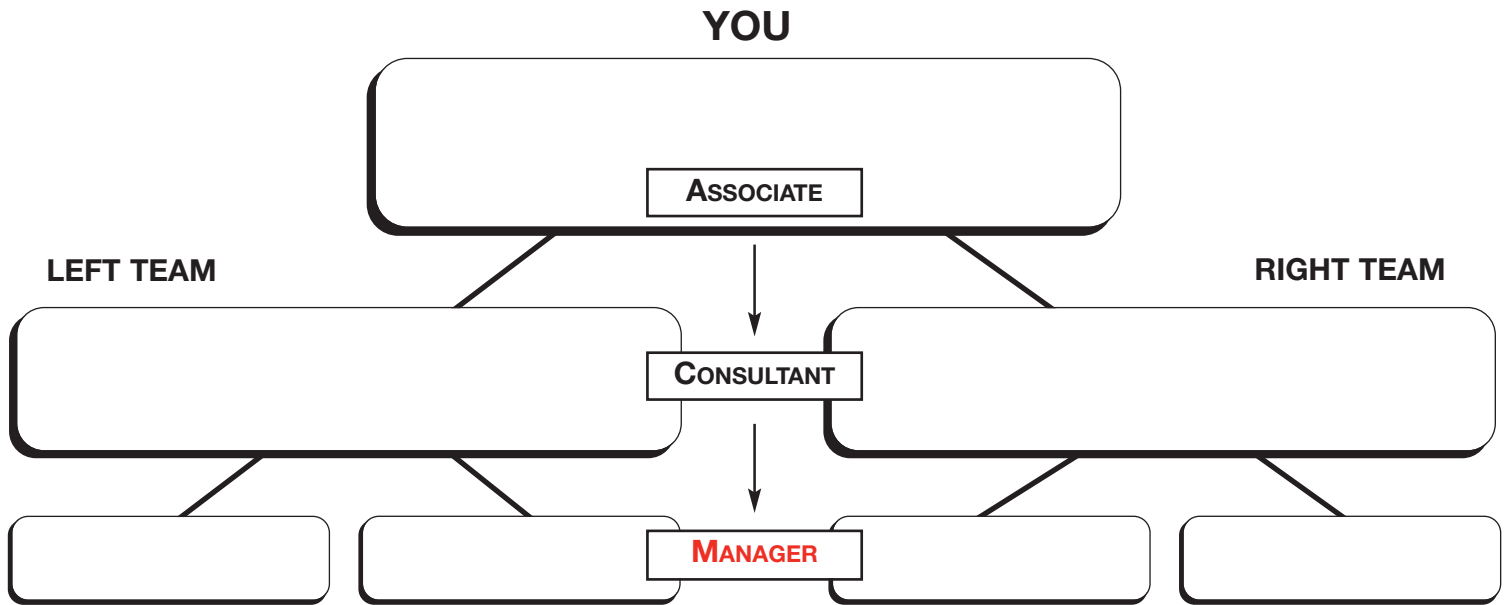 YOU
ASSOCIATE
LEFT TEAM
RIGHT TEAM
CONSULTANT
MANAGER